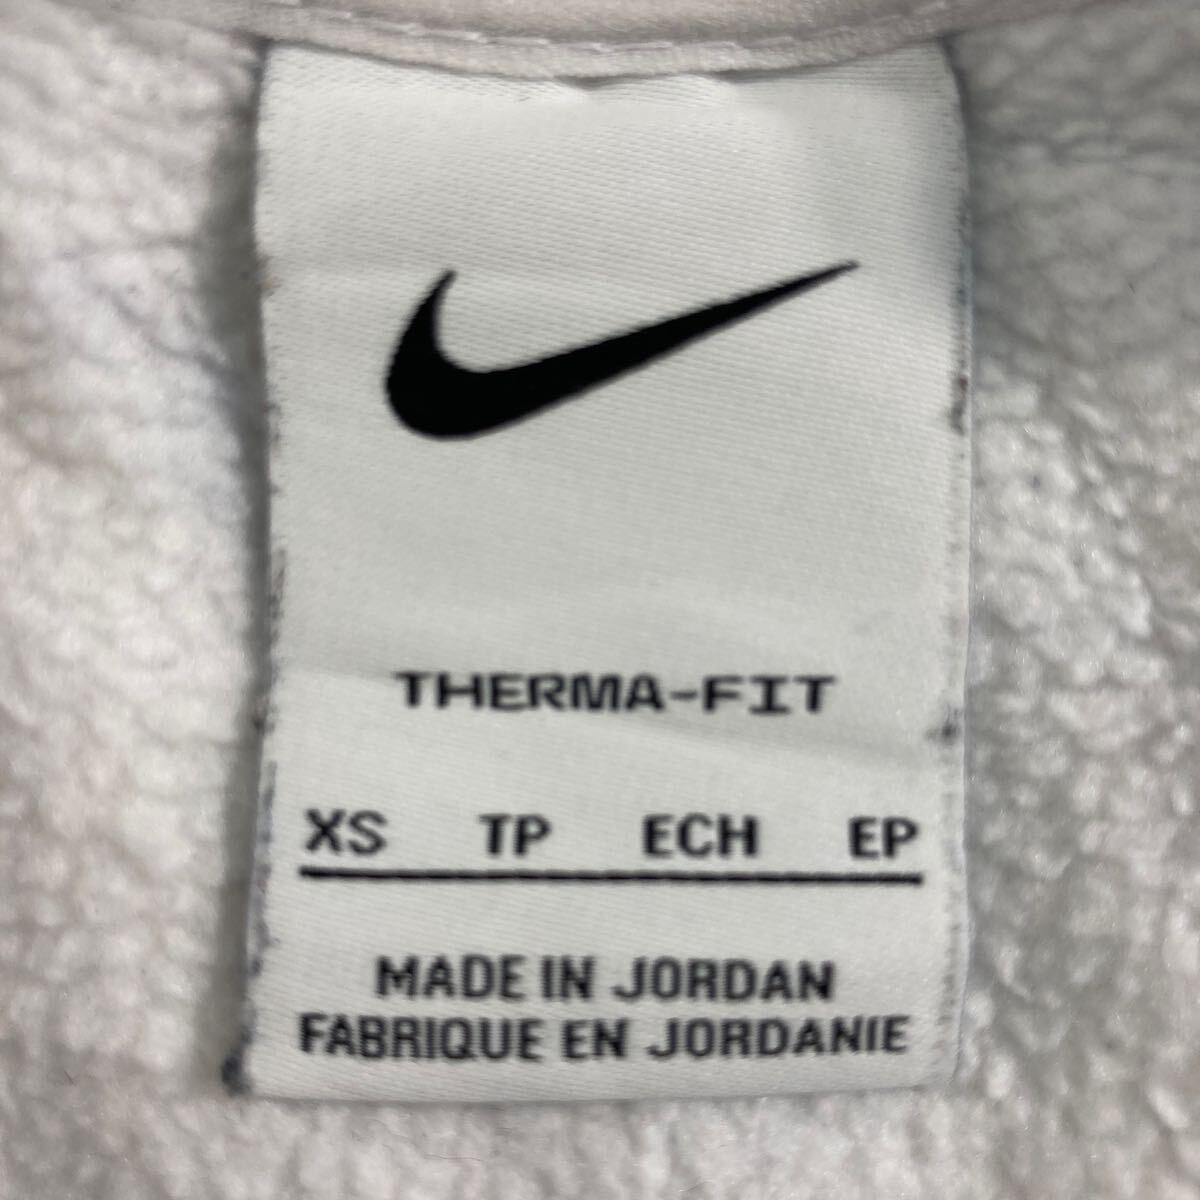 THERMA-FIT
XS TP ECH EP
MADE IN JORDAN
FABRIQUE EN JORDANIE